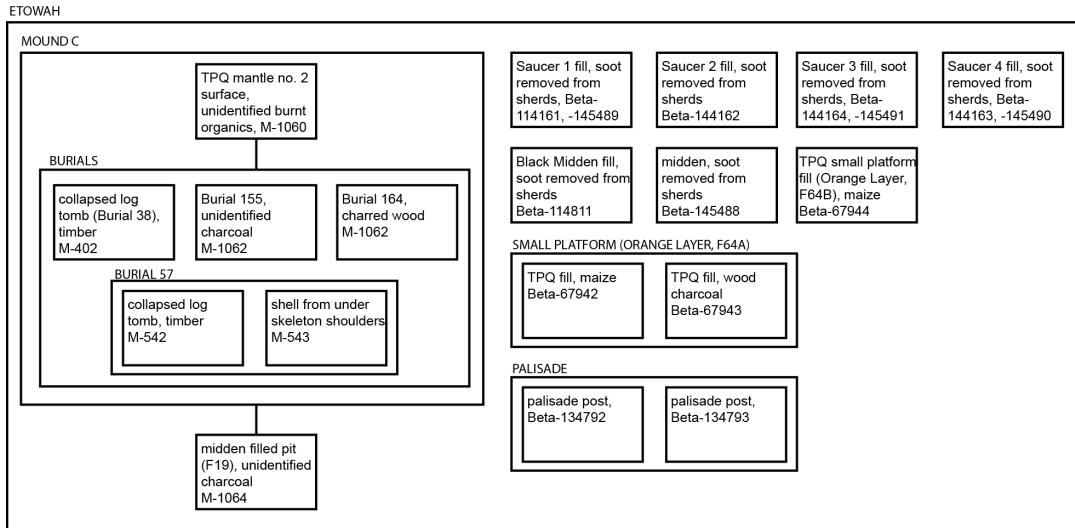 ETOWAH
MOUND C
TPQ mantle no. 2
surface,
unidentified burnt
organics, M-1060
BURIALS
collapsed log
tomb (Burial 38),
timber
M-402
Burial 155,
unidentified
charcoal
M-1062
Burial 164,
charred wood
M-1062
BURIAL 57
collapsed log
tomb, timber
M-542
shell from under
skeleton shoulders
M-543
midden filled pit
(F19), unidentified
charcoal
M-1064
Saucer 1 fill, soot
removed from
sherds, Beta-
114161, -145489
Saucer 2 fill, soot
removed from
sherds
Beta-144162
Saucer 3 fill, soot
removed from
sherds, Beta-
144164, -145491
Saucer 4 fill, soot
removed from
sherds, Beta-
144163, -145490
Black Midden fill,
soot removed from
sherds
Beta-114811
midden, soot
removed from
sherds
Beta-145488
TPQ small platform
fill (Orange Layer,
F64B), maize
Beta-67944
SMALL PLATFORM (ORANGE LAYER, F64A)
TPQ fill, maize
Beta-67942
TPQ fill, wood
charcoal
Beta-67943
PALISADE
palisade post,
Beta-134792
palisade post,
Beta-134793